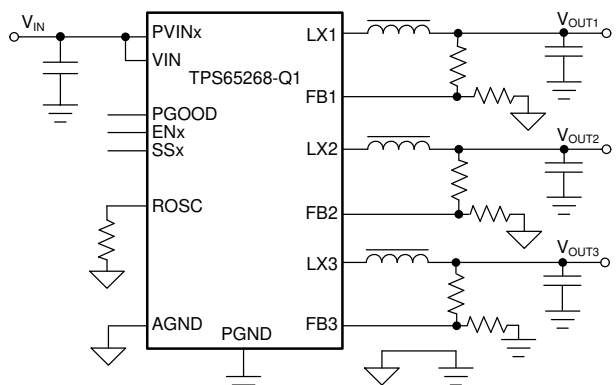 VIN
PVINx
VIN
TPS65268-Q1
PGOOD
ENx
SSx
ROSC
AGND
PGND
LX1
VOUT1
FB1
LX2
VOUT2
FB2
LX3
VOUT3
FB3